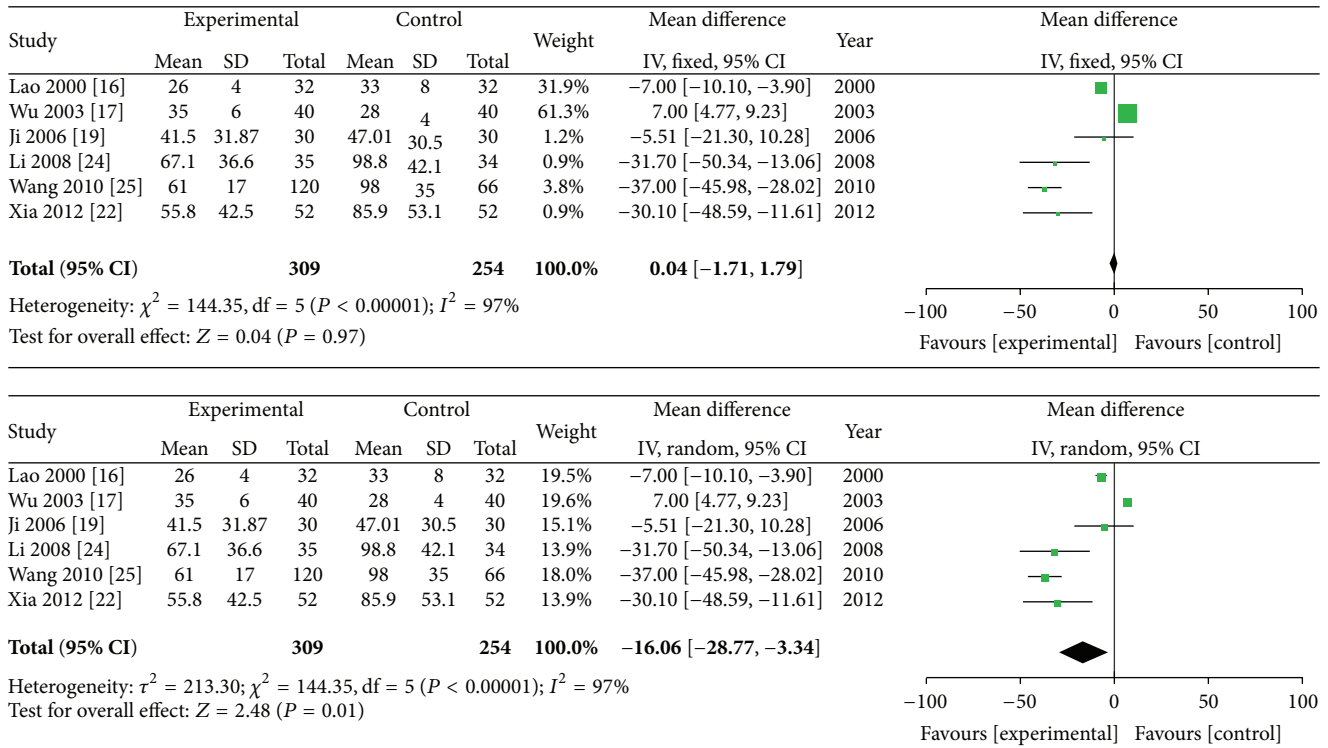 Experimental Control Mean difference Mean difference
Study Weight Year
Mean SD Total Mean SD Total IV, fixed, 95% CI IV, fixed, 95% CI
Lao 2000 [16] 26 4 32 33 8 32 31.9% −7.00 [−10.10, −3.90] 2000
Wu 2003 [17] 35 6 40 28 4 40 61.3% 7.00 [4.77, 9.23] 2003
Ji 2006 [19] 41.5 31.87 30 47.01 30.5 30 1.2% −5.51 [−21.30, 10.28] 2006
Li 2008 [24] 67.1 36.6 35 98.8 42.1 34 0.9% −31.70 [−50.34, −13.06] 2008
Wang 2010 [25] 61 17 120 98 35 66 3.8% −37.00 [−45.98, −28.02] 2010
Xia 2012 [22] 55.8 42.5 52 85.9 53.1 52 0.9% −30.10 [−48.59, −11.61] 2012
Total (95% CI) 309 254 100.0% 0.04 [−1.71, 1.79]
Heterogeneity: χ² = 144.35, df = 5 (P < 0.00001); I² = 97%
Test for overall effect: Z = 0.04 (P = 0.97)
−100 −50 0 50 100
Favours [experimental] Favours [control]
Experimental Control Mean difference Mean difference
Study Weight Year
Mean SD Total Mean SD Total IV, random, 95% CI IV, random, 95% CI
Lao 2000 [16] 26 4 32 33 8 32 19.5% −7.00 [−10.10, −3.90] 2000
Wu 2003 [17] 35 6 40 28 4 40 19.6% 7.00 [4.77, 9.23] 2003
Ji 2006 [19] 41.5 31.87 30 47.01 30.5 30 15.1% −5.51 [−21.30, 10.28] 2006
Li 2008 [24] 67.1 36.6 35 98.8 42.1 34 13.9% −31.70 [−50.34, −13.06] 2008
Wang 2010 [25] 61 17 120 98 35 66 18.0% −37.00 [−45.98, −28.02] 2010
Xia 2012 [22] 55.8 42.5 52 85.9 53.1 52 13.9% −30.10 [−48.59, −11.61] 2012
Total (95% CI) 309 254 100.0% −16.06 [−28.77, −3.34]
Heterogeneity: τ² = 213.30; χ² = 144.35, df = 5 (P < 0.00001); I² = 97%
Test for overall effect: Z = 2.48 (P = 0.01)
−100 −50 0 50 100
Favours [experimental] Favours [control]